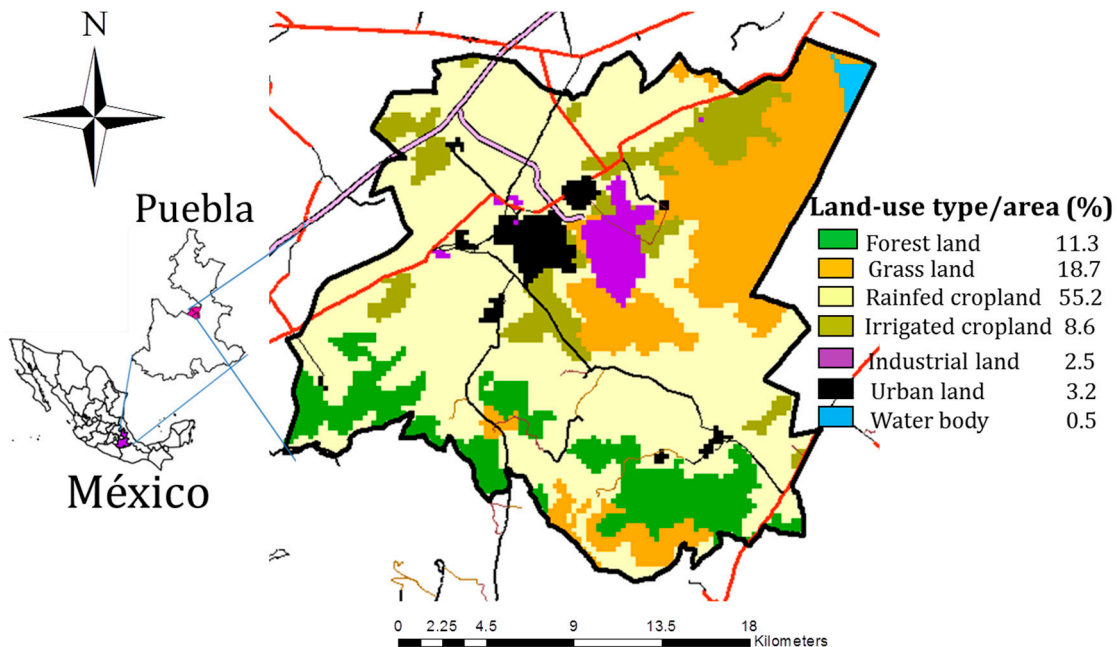 N
Puebla
México
Land-use type/area (%)
Forest land 11.3
Grass land 18.7
Rainfed cropland 55.2
Irrigated cropland 8.6
Industrial land 2.5
Urban land 3.2
Water body 0.5
0 2.25 4.5 9 13.5 18
Kilometers